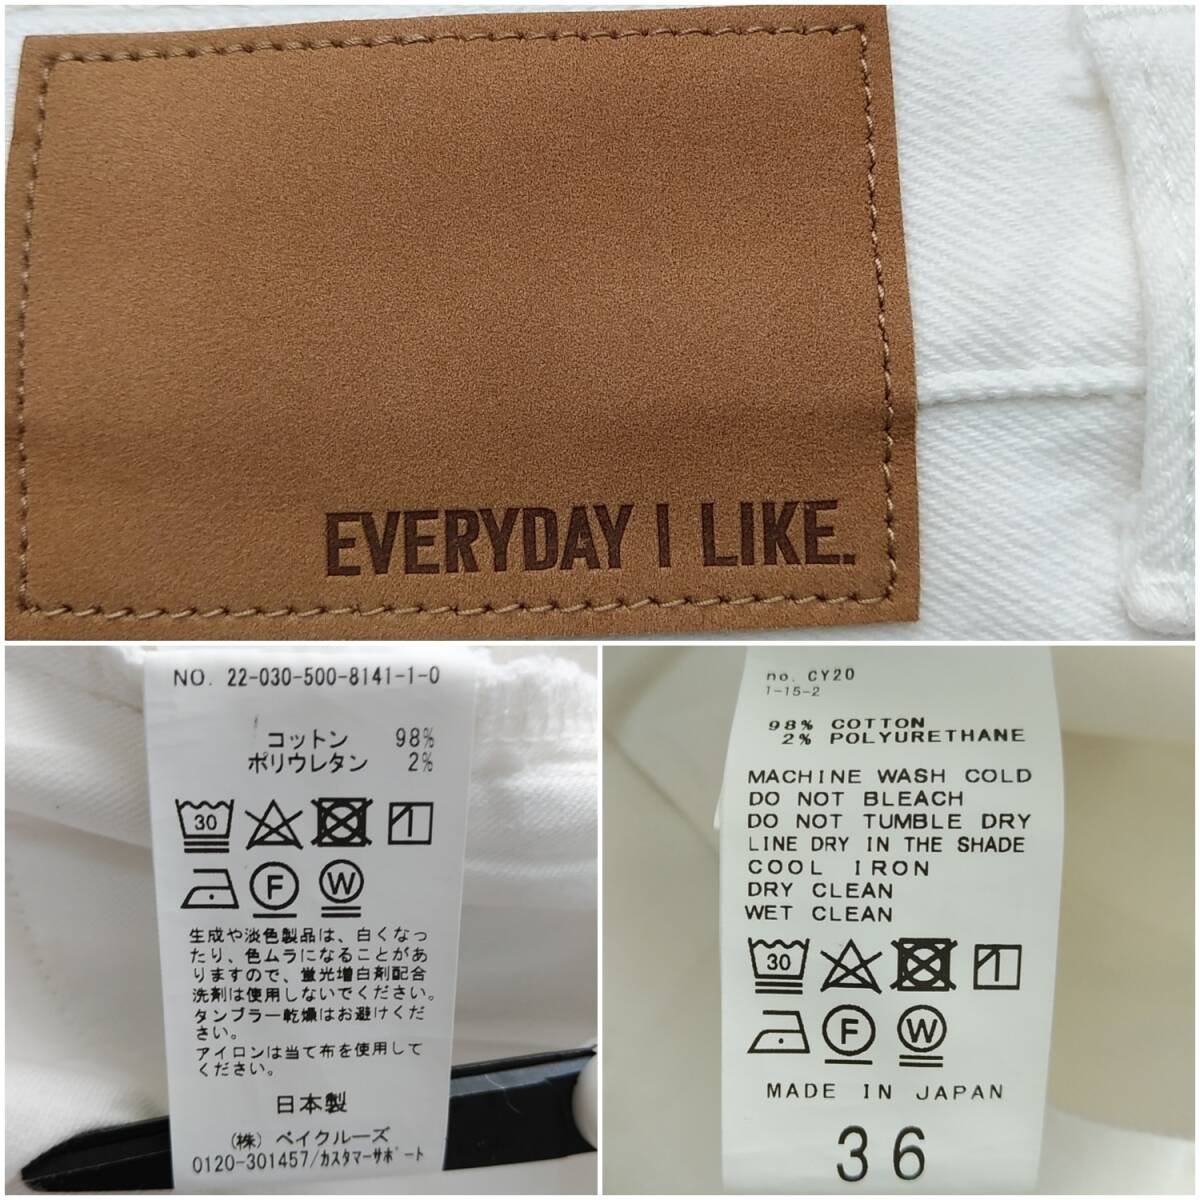 EVERYDAY I LIKE.
NO. 22-030-500-8141-1-0
コットン 98%
ポリウレタン 2%
30
F W
生成や淡色製品は、白くなっ
たり、色ムラになることがあ
りますので、蛍光増白剤配合
洗剤は使用しないでください。
タンブラー乾燥はお避けくだ
さい。
アイロンは当て布を使用して
ください。
日本製
(株) ベイクルーズ
0120-301457/カスタマーサポート
no. CY20
1-15-2
98% COTTON
2% POLYURETHANE
MACHINE WASH COLD
DO NOT BLEACH
DO NOT TUMBLE DRY
LINE DRY IN THE SHADE
COOL IRON
DRY CLEAN
WET CLEAN
30
F W
MADE IN JAPAN
36